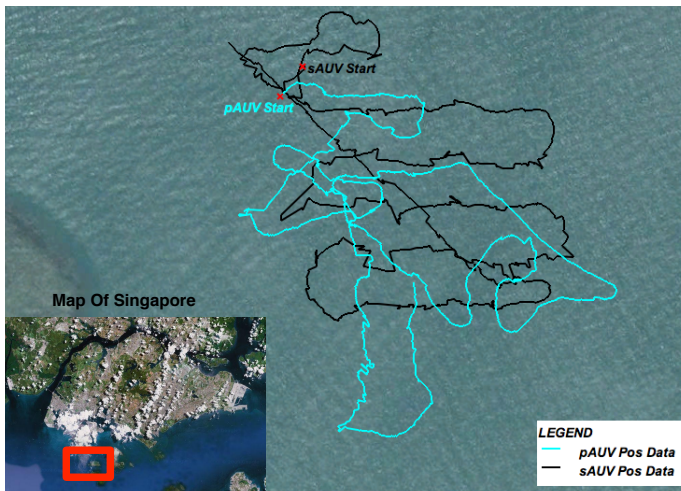 sAUV Start
pAUV Start
Map Of Singapore
LEGEND
pAUV Pos Data
sAUV Pos Data